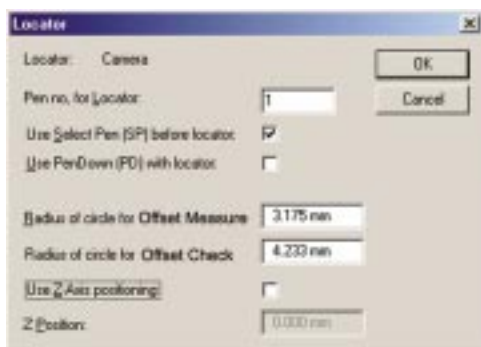 Locator
Locator: Camera
OK
Pen no. for Locator: 1
Cancel
Use Select Pen (SP) before locator:
Use PenDown (PD) with locator:
Radius of circle for Offset Measure 3.175 mm
Radius of circle for Offset Check 4.233 mm
Use Z Axis positioning:
Z Position: 0.000 mm